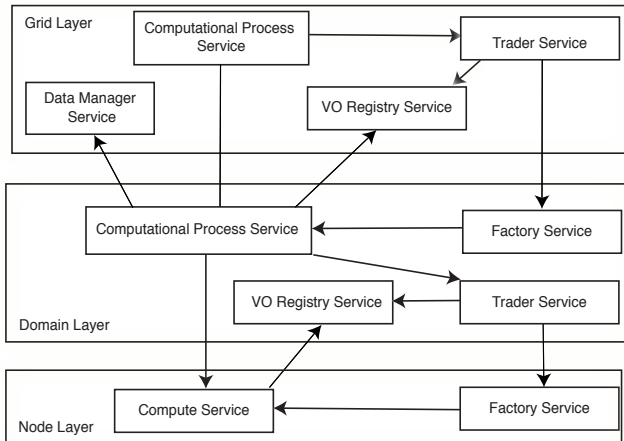 Grid Layer
Computational Process
Service
Trader Service
Data Manager
Service
VO Registry Service
Computational Process Service
Factory Service
VO Registry Service
Trader Service
Domain Layer
Compute Service
Factory Service
Node Layer